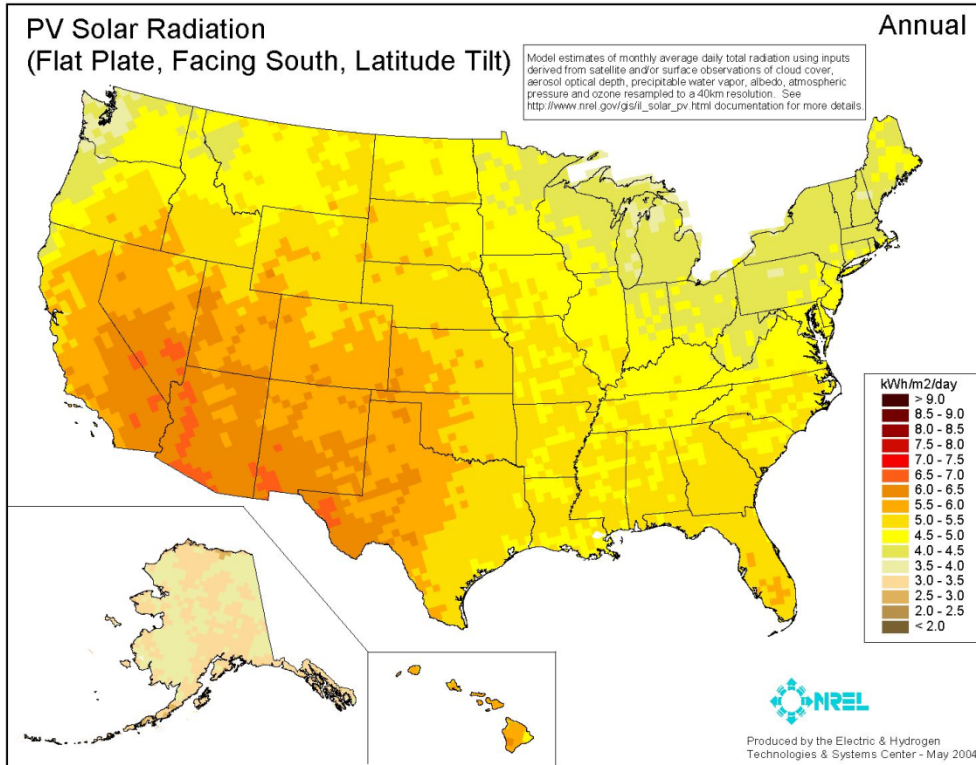 PV Solar Radiation
(Flat Plate, Facing South, Latitude Tilt)
Annual
Model estimates of monthly average daily total radiation using inputs
derived from satellite and/or surface observations of cloud cover,
aerosol optical depth, precipitable water vapor, albedo, atmospheric
pressure and ozone resampled to a 40km resolution. See
http://www.nrel.gov/gis/il_solar_pv.html documentation for more details.
kWh/m2/day
> 9.0
8.5 - 9.0
8.0 - 8.5
7.5 - 8.0
7.0 - 7.5
6.5 - 7.0
6.0 - 6.5
5.5 - 6.0
5.0 - 5.5
4.5 - 5.0
4.0 - 4.5
3.5 - 4.0
3.0 - 3.5
2.5 - 3.0
2.0 - 2.5
< 2.0
NREL
Produced by the Electric & Hydrogen
Technologies & Systems Center - May 2004